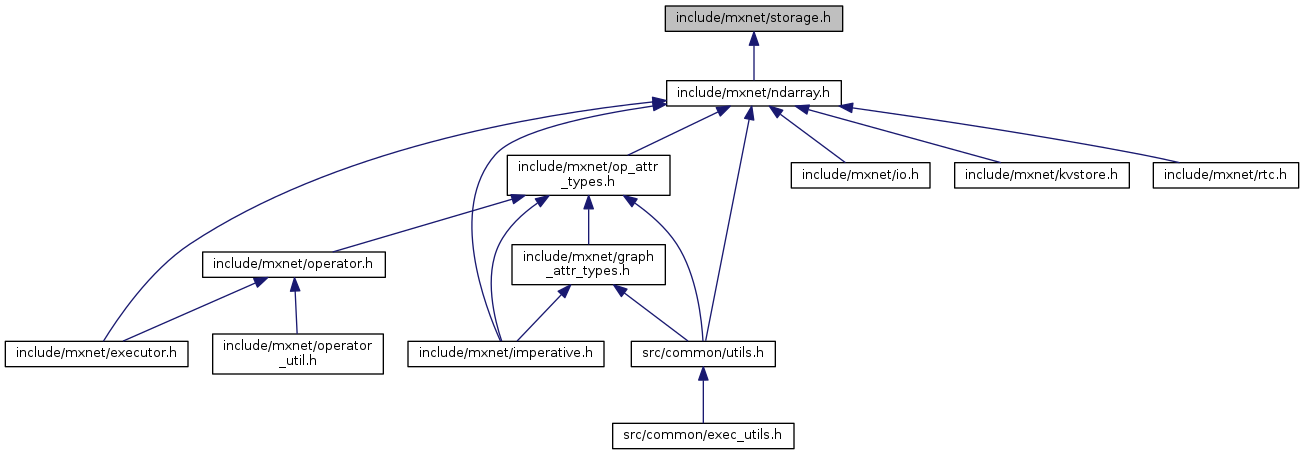 include/mxnet/storage.h
include/mxnet/ndarray.h
include/mxnet/op_attr
_types.h
include/mxnet/io.h
include/mxnet/kvstore.h
include/mxnet/rtc.h
include/mxnet/operator.h
include/mxnet/graph
_attr_types.h
include/mxnet/executor.h
include/mxnet/operator
_util.h
include/mxnet/imperative.h
src/common/utils.h
src/common/exec_utils.h